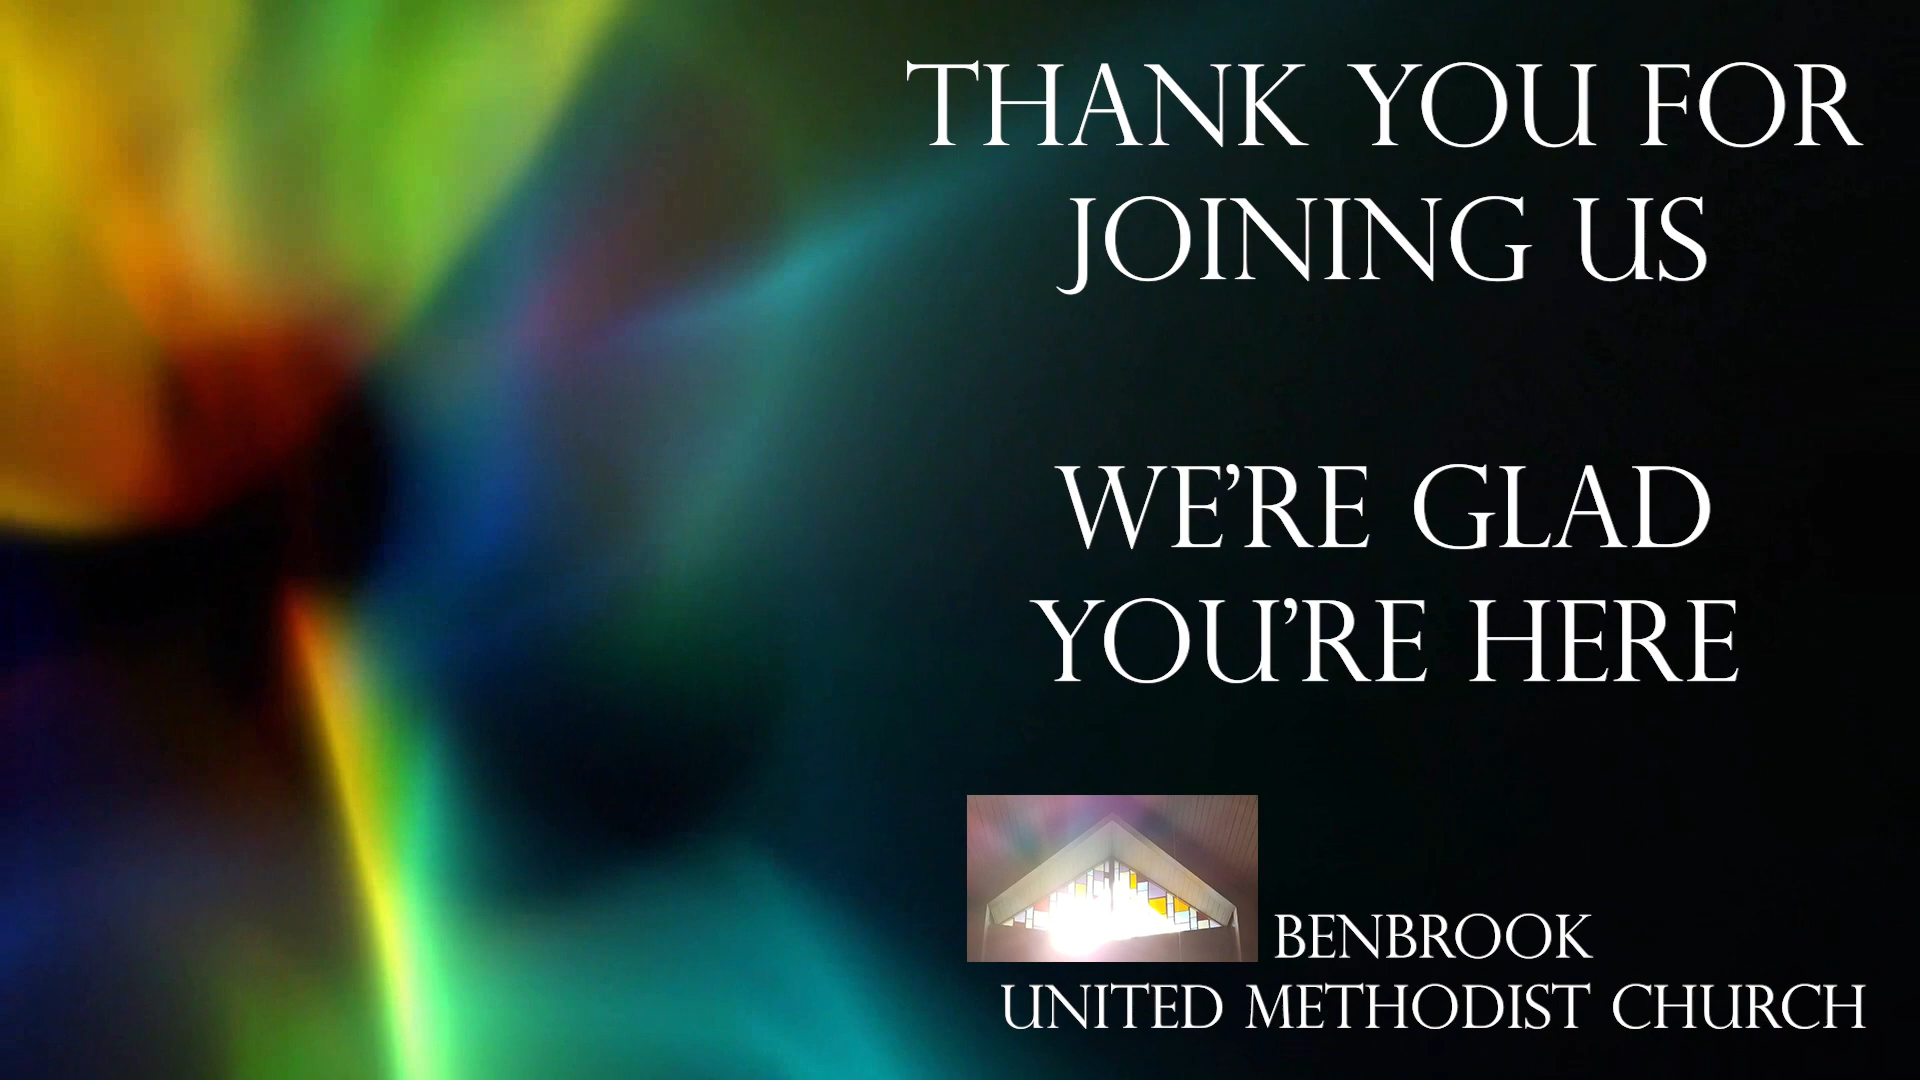 THANK YOU FOR
JOINING US
WE’RE GLAD
YOU’RE HERE
BENBROOK
UNITED METHODIST CHURCH